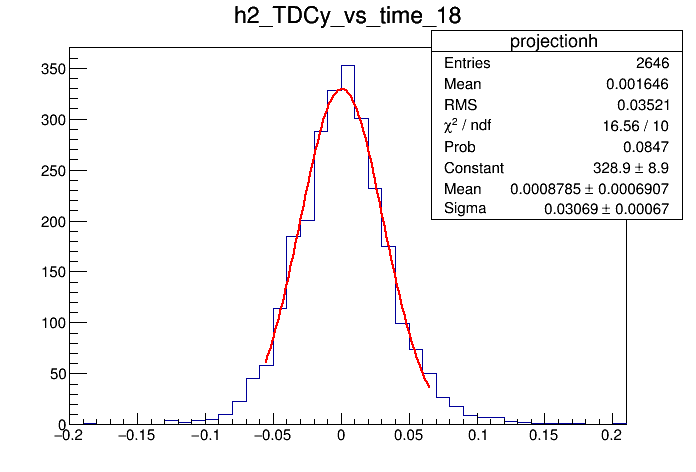 h2_TDCy_vs_time_18
projectionh
Entries 2646
Mean 0.001646
RMS 0.03521
χ² / ndf 16.56 / 10
Prob 0.0847
Constant 328.9 ± 8.9
Mean 0.0008785 ± 0.0006907
Sigma 0.03069 ± 0.00067
350
300
250
200
150
100
50
0
−0.2 −0.15 −0.1 −0.05 0 0.05 0.1 0.15 0.2